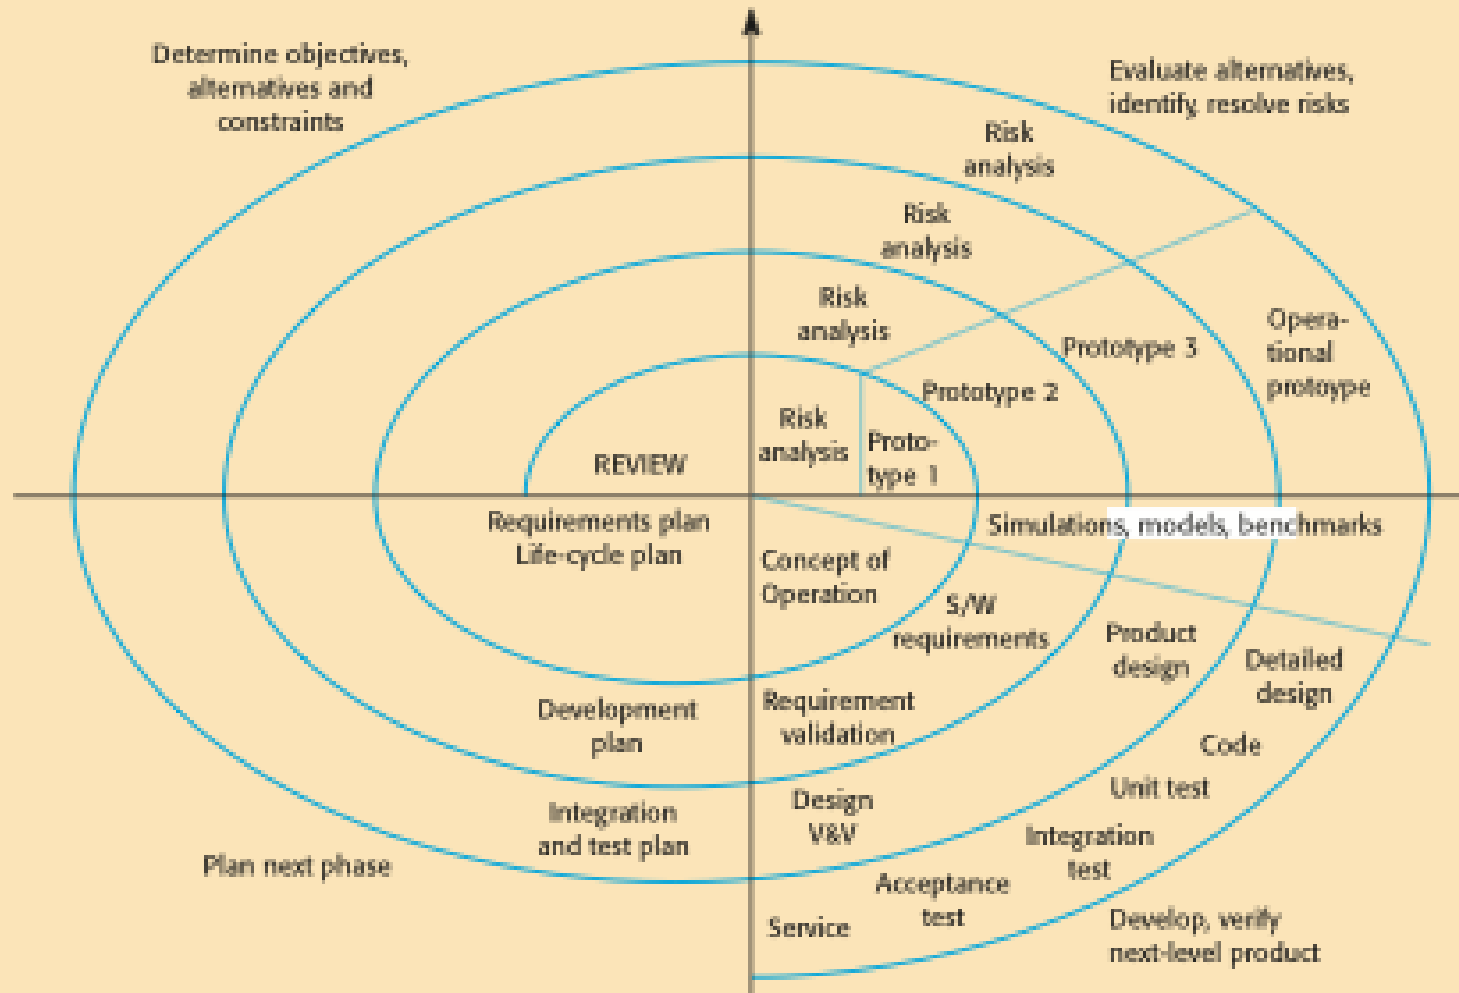 Determine objectives,
alternatives and
constraints
Evaluate alternatives,
identify, resolve risks
Risk
analysis
Risk
analysis
Risk
analysis
Opera-
tional
protoype
Prototype 3
Prototype 2
Risk
analysis
Proto-
type 1
REVIEW
Requirements plan
Life-cycle plan
Simulations, models, benchmarks
Concept of
Operation
S/W
requirements
Product
design
Detailed
design
Development
plan
Requirement
validation
Code
Unit test
Integration
and test plan
Design
V&V
Integration
test
Plan next phase
Acceptance
test
Service
Develop, verify
next-level product